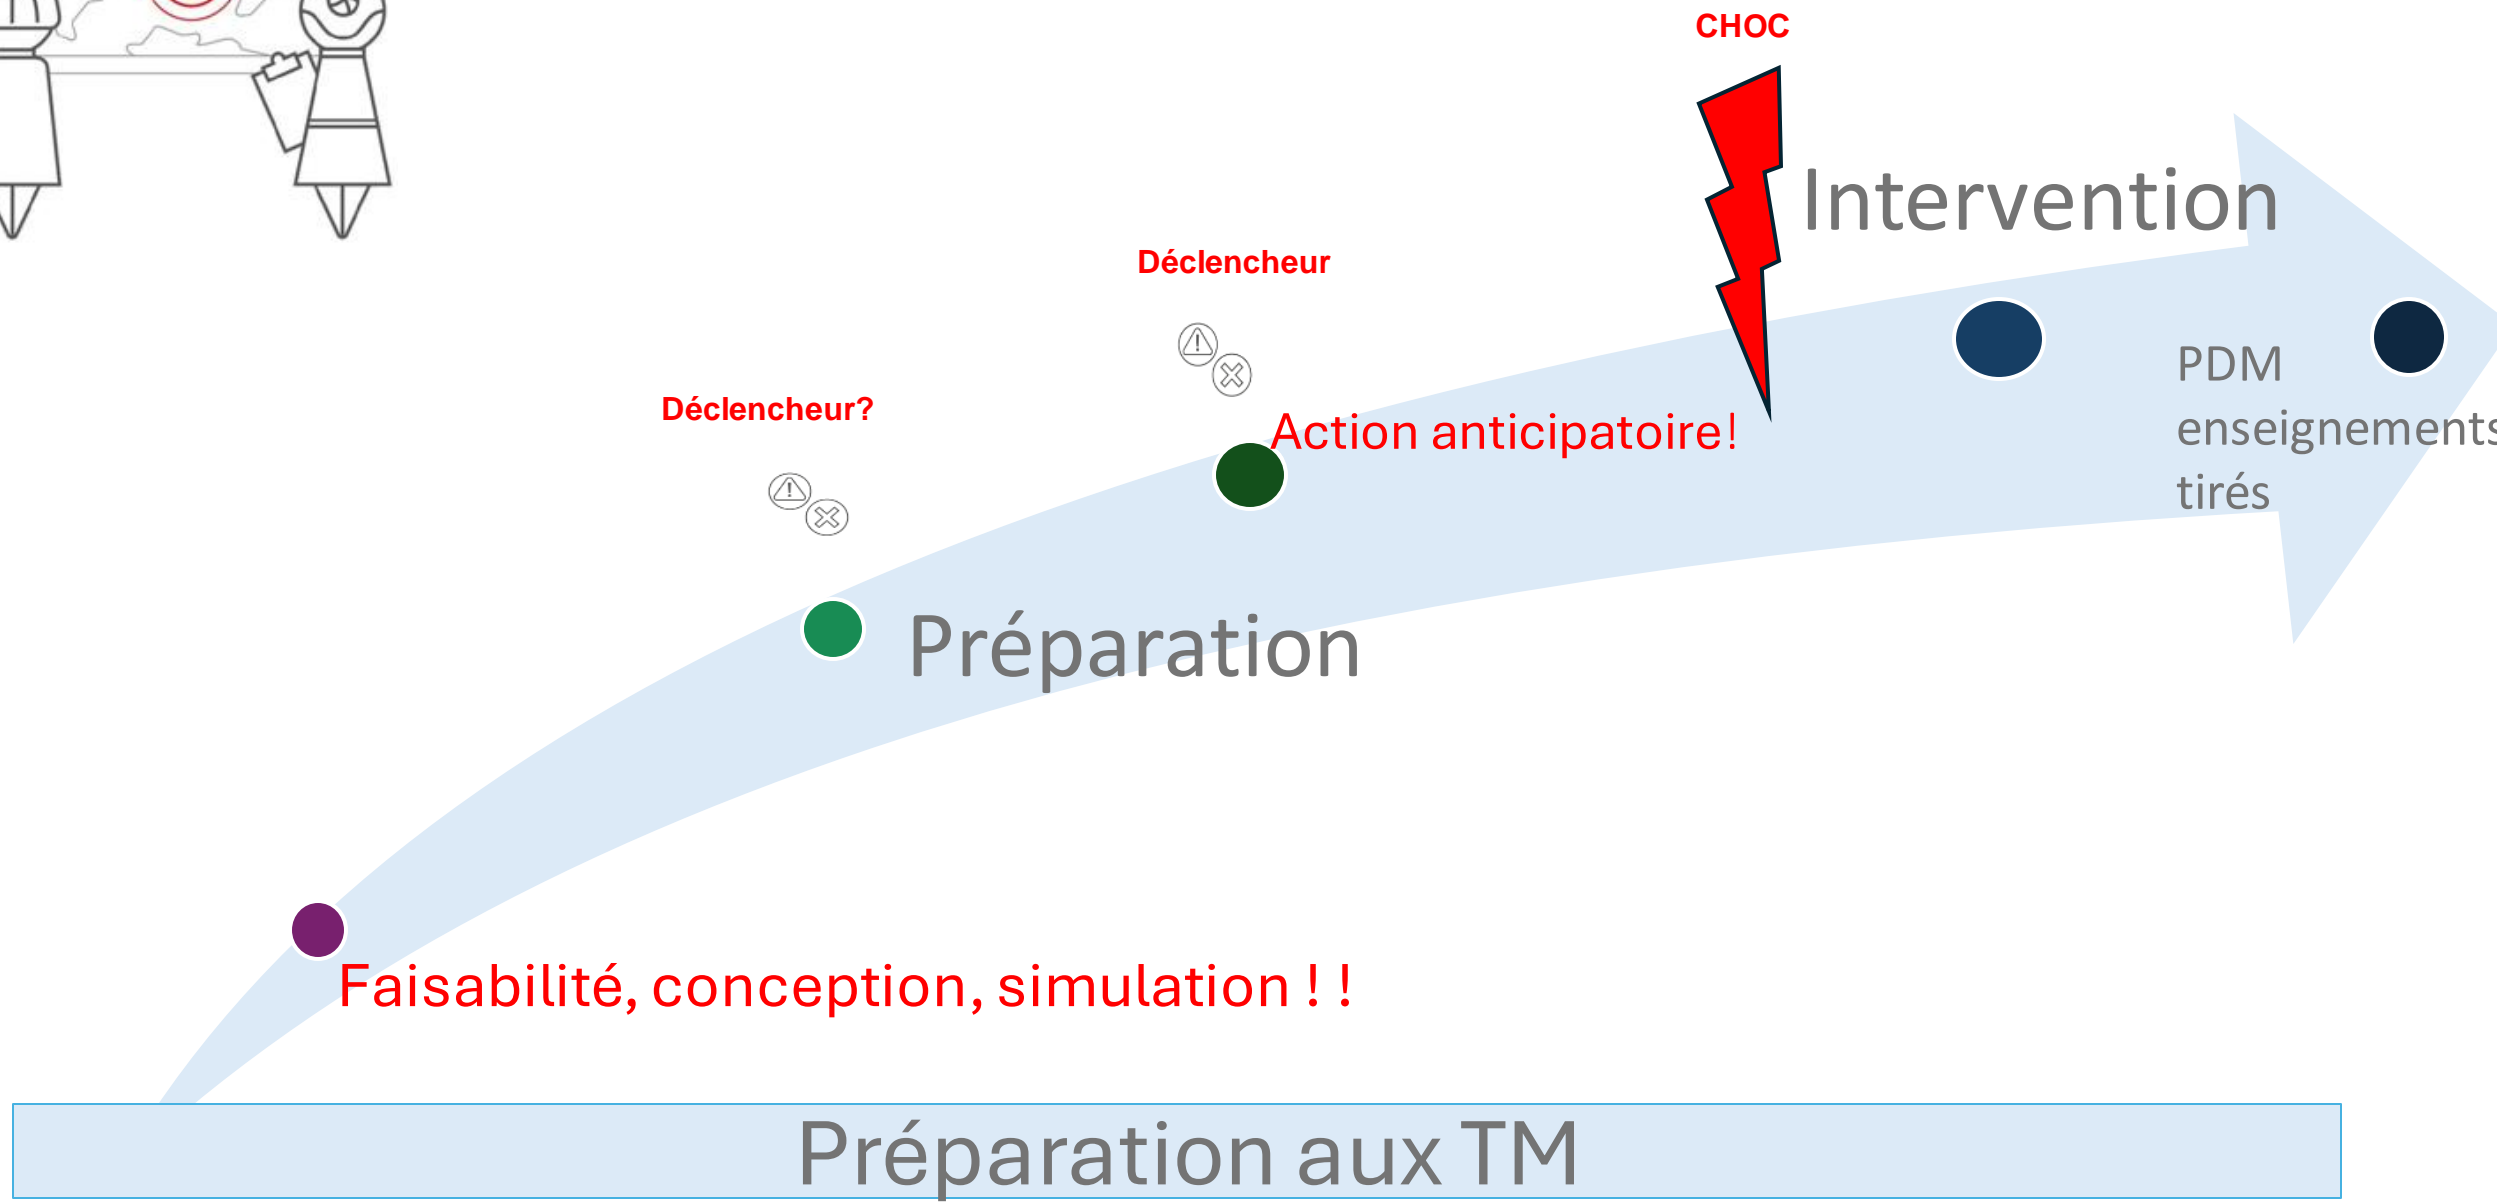 CHOC
Intervention
Déclencheur
Déclencheur?
Action anticipatoire!
PDM
enseignements
tirés
Préparation
Faisabilité, conception, simulation ! !
Préparation aux TM